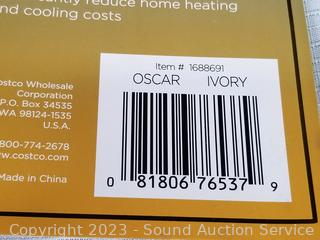 reduce home heating
nd cooling costs
Item # 1688691
OSCAR IVORY
ostco Wholesale
Corporation
P.O. Box 34535
WA 98124-1535
U.S.A.
800-774-2678
ww.costco.com
Made in China
0 81806 76537 9
Copyright 2023 - Sound Auction Service